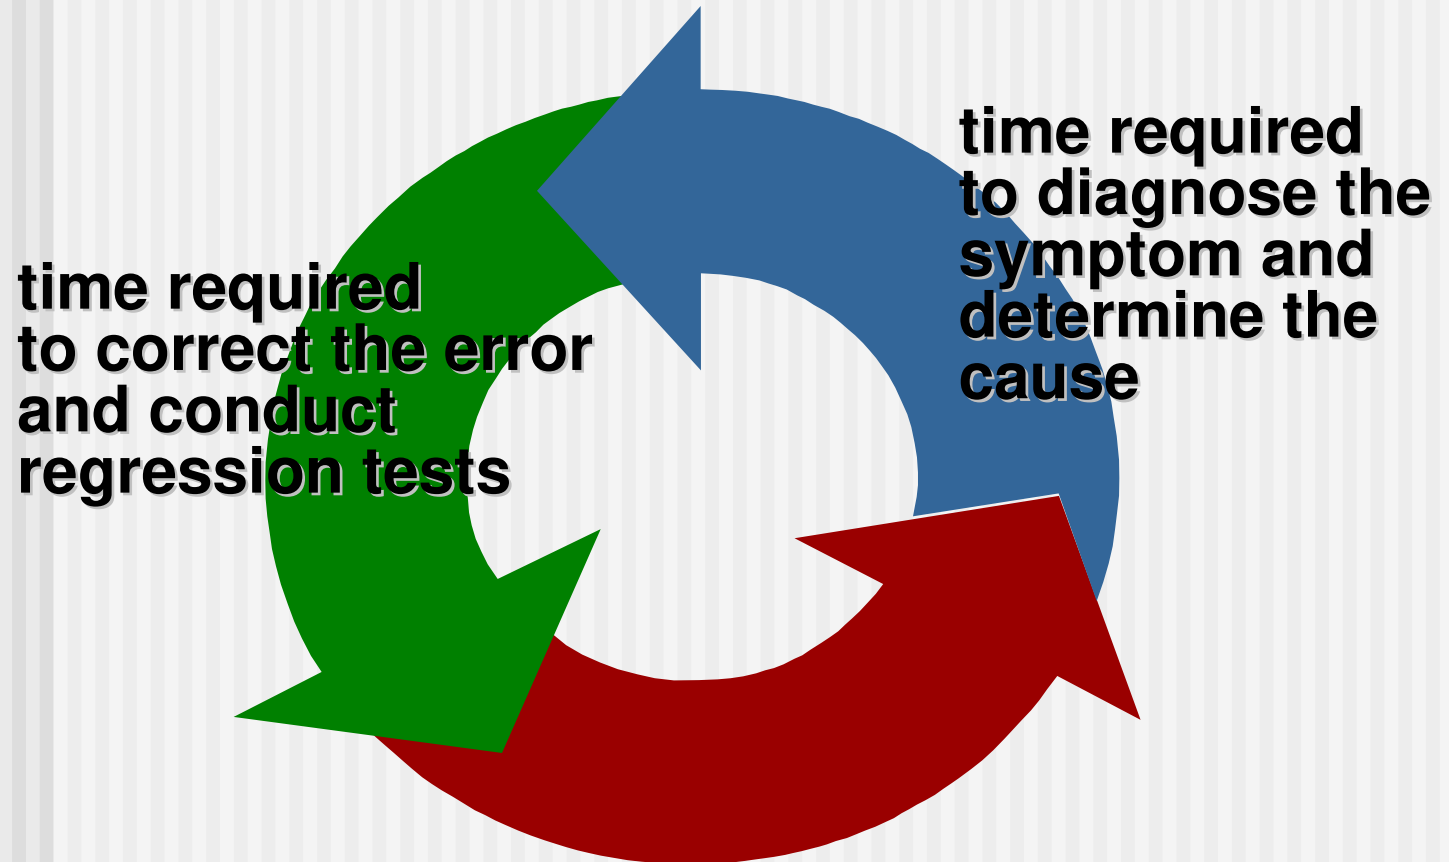 time required
to correct the error
and conduct
regression tests
time required
to diagnose the
symptom and
determine the
cause